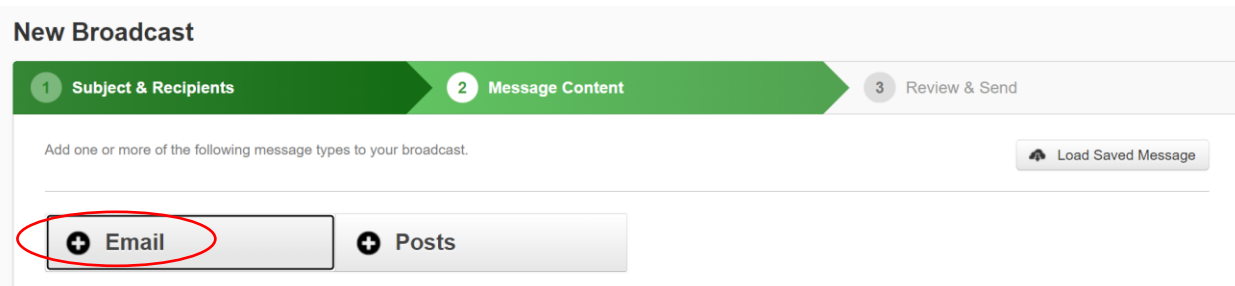 New Broadcast
1 Subject & Recipients 2 Message Content 3 Review & Send
Add one or more of the following message types to your broadcast.
Load Saved Message
Email Posts